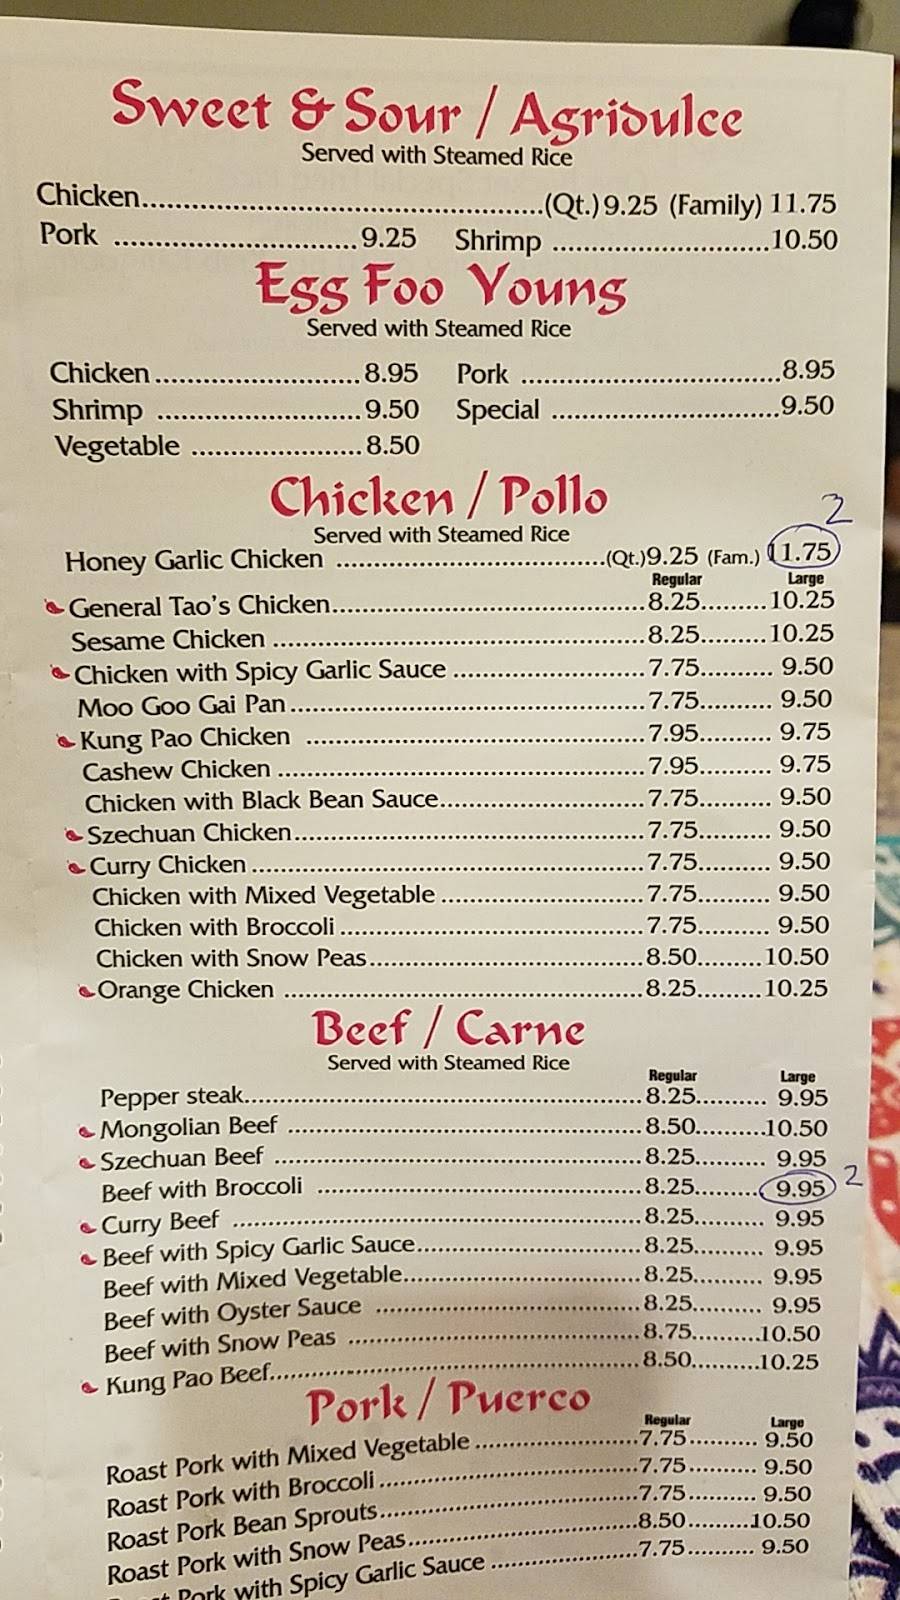 Sweet & Sour / Agridulce
Served with Steamed Rice
Chicken................................................(Qt.) 9.25 (Family) 11.75
Pork ...............................9.25 Shrimp ............................10.50
Egg Foo Young
Served with Steamed Rice
Chicken..........................8.95 Pork .................................8.95
Shrimp ..........................9.50 Special .............................9.50
Vegetable ......................8.50
Chicken / Pollo
2
Served with Steamed Rice
Honey Garlic Chicken ...................................(Qt.)9.25 (Fam.) 11.75
Regular Large
General Tao's Chicken........................................8.25.........10.25
Sesame Chicken ...............................................8.25.........10.25
Chicken with Spicy Garlic Sauce ........................7.75.......... 9.50
Moo Goo Gai Pan.............................................7.75.......... 9.50
Kung Pao Chicken ...........................................7.95.......... 9.75
Cashew Chicken ...............................................7.95.......... 9.75
Chicken with Black Bean Sauce..........................7.75.......... 9.50
Szechuan Chicken.............................................7.75.......... 9.50
Curry Chicken ..................................................7.75.......... 9.50
Chicken with Mixed Vegetable ..........................7.75.......... 9.50
Chicken with Broccoli .......................................7.75.......... 9.50
Chicken with Snow Peas...................................8.50.........10.50
Orange Chicken ..............................................8.25.........10.25
Beef / Carne
Served with Steamed Rice
Regular Large
Pepper steak...................................................8.25.......... 9.95
Mongolian Beef .............................................8.50..........10.50
Szechuan Beef ...............................................8.25.......... 9.95
Beef with Broccoli ..........................................8.25......... 9.95 2
Curry Beef .....................................................8.25.......... 9.95
Beef with Spicy Garlic Sauce.............................8.25.......... 9.95
Beef with Mixed Vegetable...............................8.25.......... 9.95
Beef with Oyster Sauce ...................................8.25.......... 9.95
Beef with Snow Peas ......................................8.75..........10.50
Kung Pao Beef................................................8.50..........10.25
Pork / Puerco
Regular Large
Roast Pork with Mixed Vegetable .....................7.75.......... 9.50
Roast Pork with Broccoli .................................7.75.......... 9.50
Roast Pork Bean Sprouts.................................7.75.......... 9.50
Roast Pork with Snow Peas..............................8.50..........10.50
Pork with Spicy Garlic Sauce ...................7.75.......... 9.50